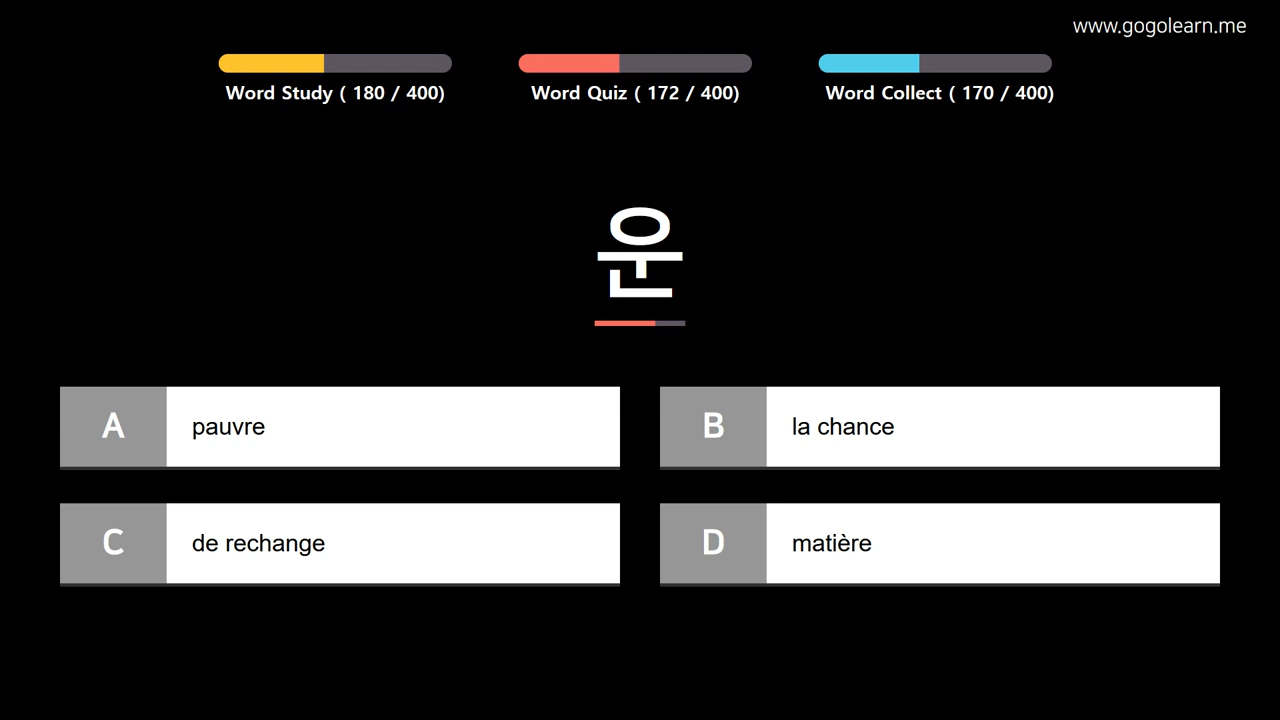 www.gogolearn.me
Word Study ( 180 / 400)
Word Quiz ( 172 / 400)
Word Collect ( 170 / 400)
운
A
pauvre
B
la chance
C
de rechange
D
matière